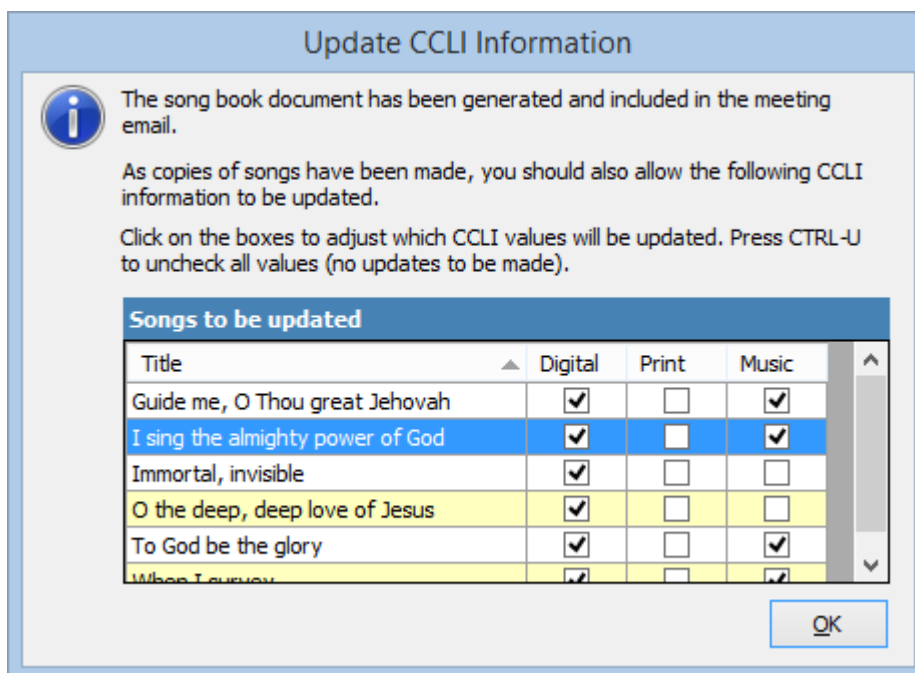 Update CCLI Information
The song book document has been generated and included in the meeting
email.
As copies of songs have been made, you should also allow the following CCLI
information to be updated.
Click on the boxes to adjust which CCLI values will be updated. Press CTRL-U
to uncheck all values (no updates to be made).
Songs to be updated
Title Digital Print Music
Guide me, O Thou great Jehovah
I sing the almighty power of God
Immortal, invisible
O the deep, deep love of Jesus
To God be the glory
When I survey
OK